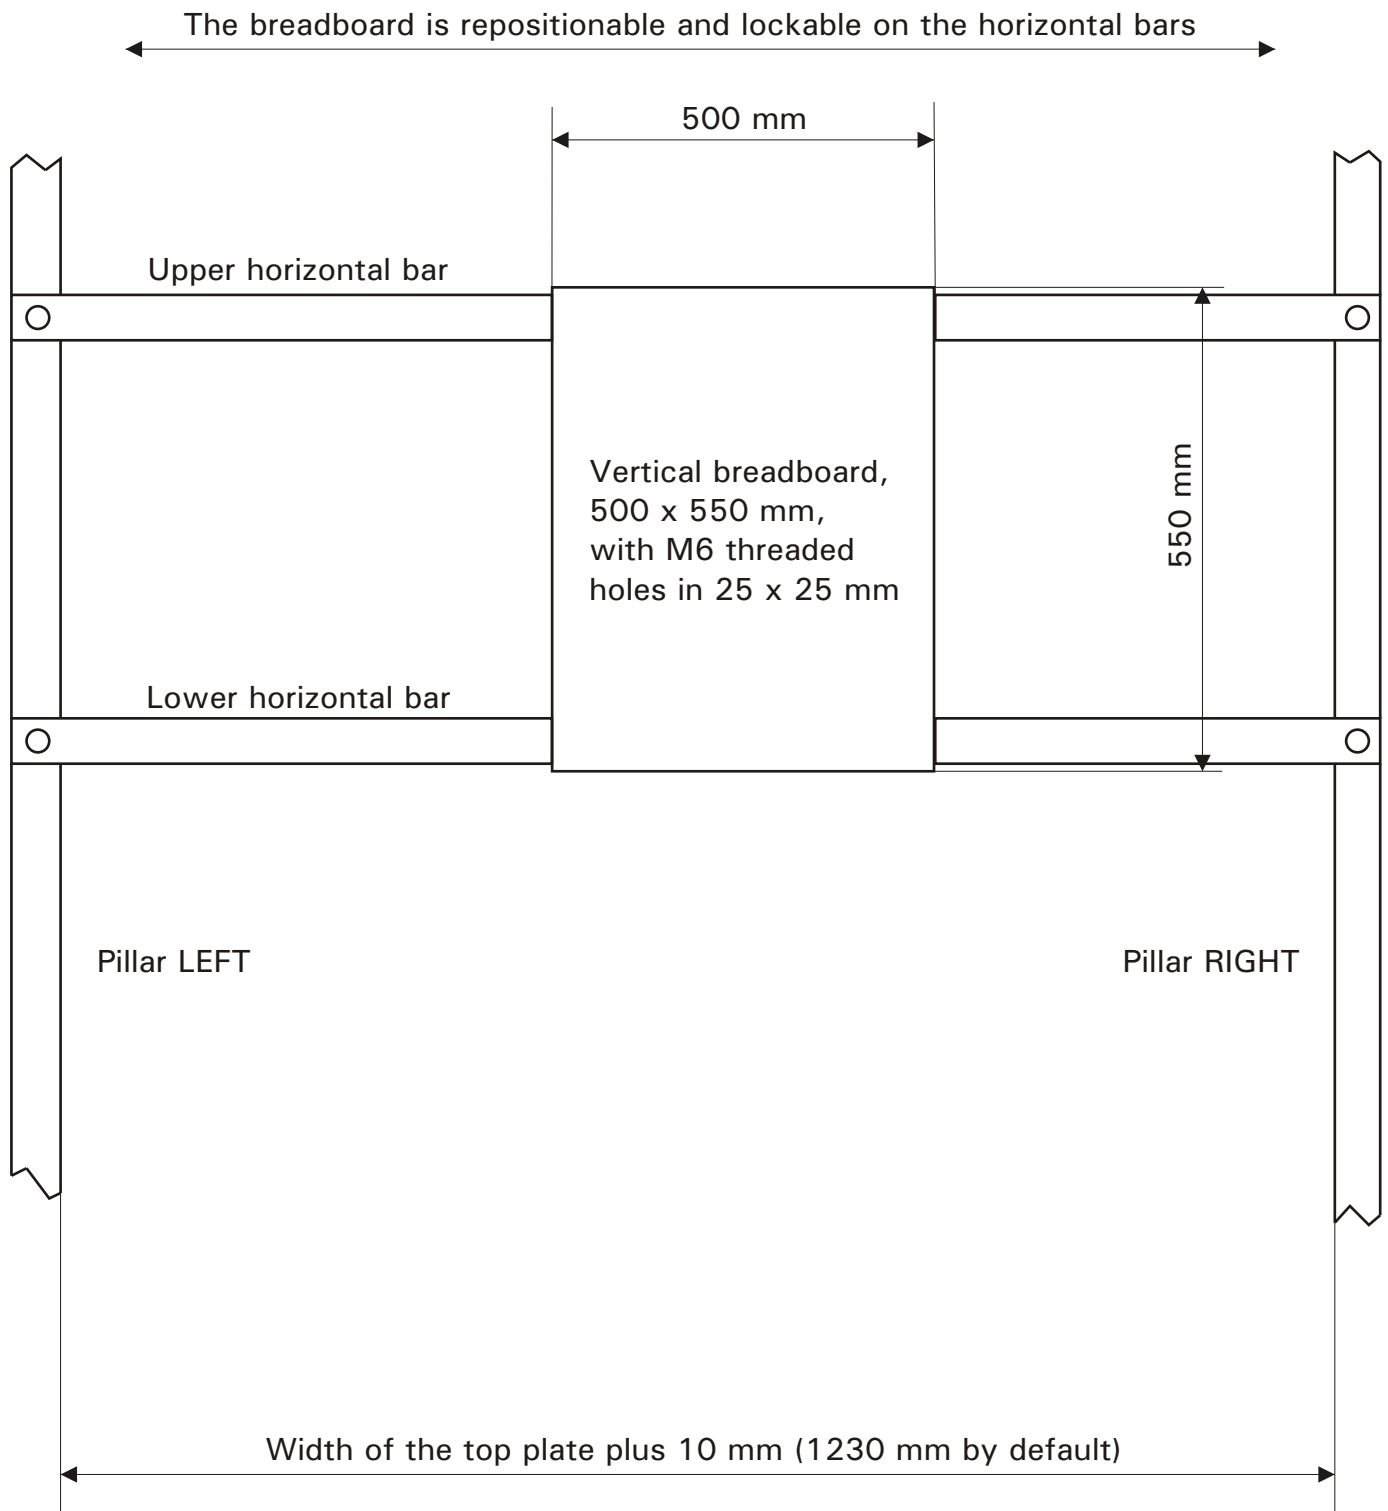 The breadboard is repositionable and lockable on the horizontal bars
500 mm
Upper horizontal bar
Vertical breadboard,
500 x 550 mm,
with M6 threaded
holes in 25 x 25 mm
550 mm
Lower horizontal bar
Pillar LEFT
Pillar RIGHT
Width of the top plate plus 10 mm (1230 mm by default)